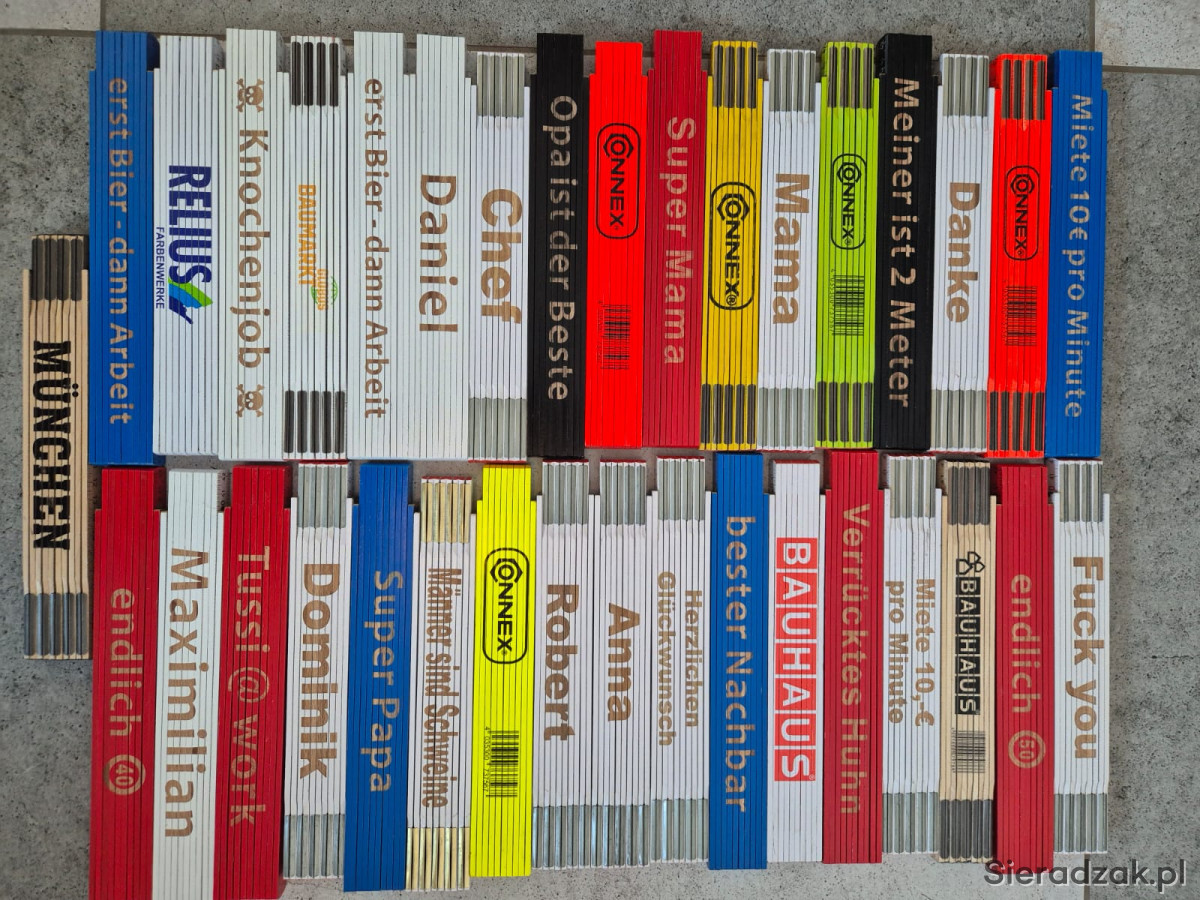 MÜNCHEN
erst Bier - dann Arbeit
RELIUS
FARBENWERKE
Knochenjob
BAUMARKT
erst Bier - dann Arbeit
Daniel
Chef
Opa ist der Beste
CONNEX
Super Mama
CONNEX®
Mama
CONNEX
Meiner ist 2 Meter
Danke
CONNEX
Miete 10€ pro Minute
endlich 40
Maximilian
Tussi @ work
Dominik
Super Papa
Männer sind Schweine
CONNEX
Robert
Anna
Herzlichen
Glückwunsch
bester Nachbar
BAUHAUS
Verrücktes Huhn
Miete 10,-€
pro Minute
BAUHAUS
endlich 50
Fuck you
Sieradzak.pl